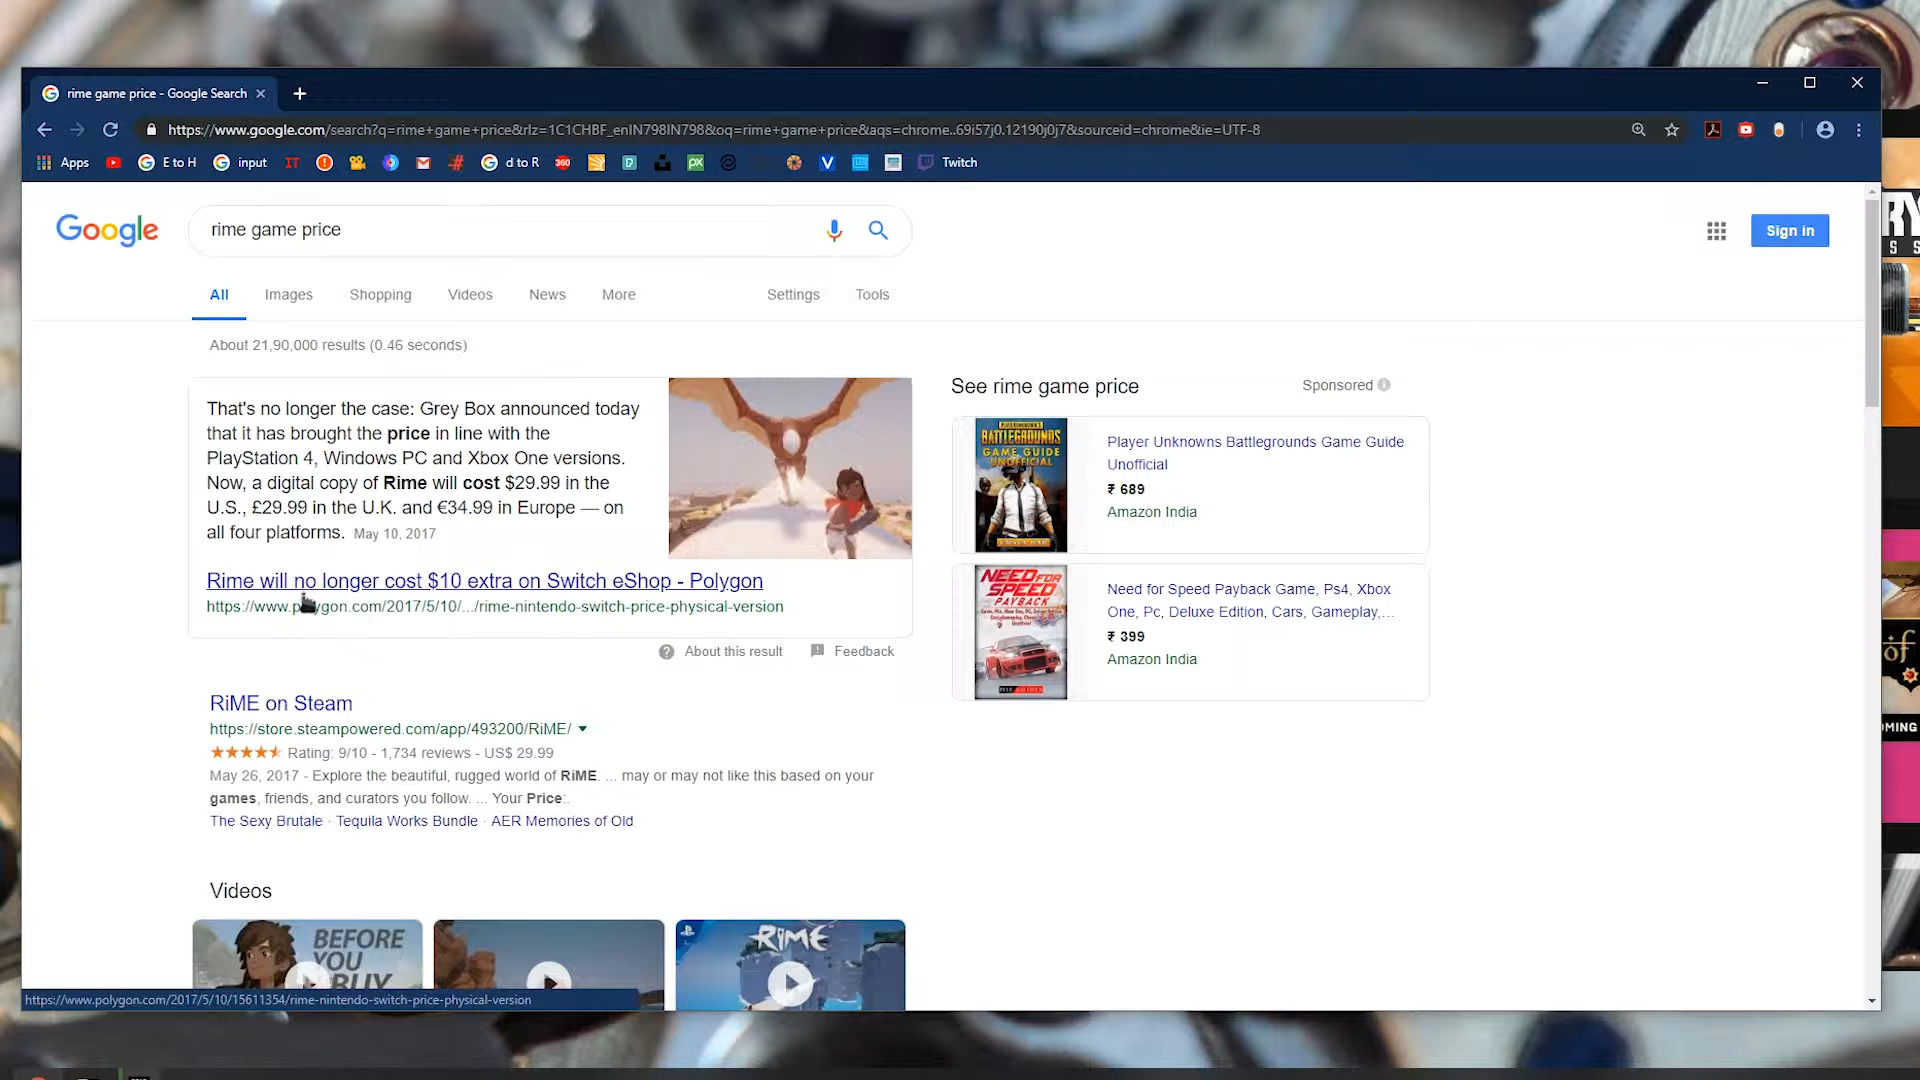 rime game price - Google Search
https://www.google.com/search?q=rime+game+price&rlz=1C1CHBF_enIN798IN798&oq=rime+game+price&aqs=chrome..69i57j0.12190j0j7&sourceid=chrome&ie=UTF-8
Apps E to H input d to R Twitch
Google
rime game price
Sign in
All Images Shopping Videos News More Settings Tools
About 21,90,000 results (0.46 seconds)
That's no longer the case: Grey Box announced today
that it has brought the price in line with the
PlayStation 4, Windows PC and Xbox One versions.
Now, a digital copy of Rime will cost $29.99 in the
U.S., £29.99 in the U.K. and €34.99 in Europe — on
all four platforms. May 10, 2017
Rime will no longer cost $10 extra on Switch eShop - Polygon
https://www.polygon.com/2017/5/10/.../rime-nintendo-switch-price-physical-version
About this result Feedback
See rime game price
Sponsored
BATTLEGROUNDS
GAME GUIDE
UNOFFICIAL
Player Unknowns Battlegrounds Game Guide
Unofficial
₹ 689
Amazon India
NEED FOR
SPEED
PAYBACK
Need for Speed Payback Game, Ps4, Xbox
One, Pc, Deluxe Edition, Cars, Gameplay,...
₹ 399
Amazon India
RiME on Steam
https://store.steampowered.com/app/493200/RiME/
Rating: 9/10 - 1,734 reviews - US$ 29.99
May 26, 2017 - Explore the beautiful, rugged world of RiME. ... may or may not like this based on your
games, friends, and curators you follow. ... Your Price:.
The Sexy Brutale · Tequila Works Bundle · AER Memories of Old
Videos
BEFORE
YOU
BUY
RiME
https://www.polygon.com/2017/5/10/15611354/rime-nintendo-switch-price-physical-version
of